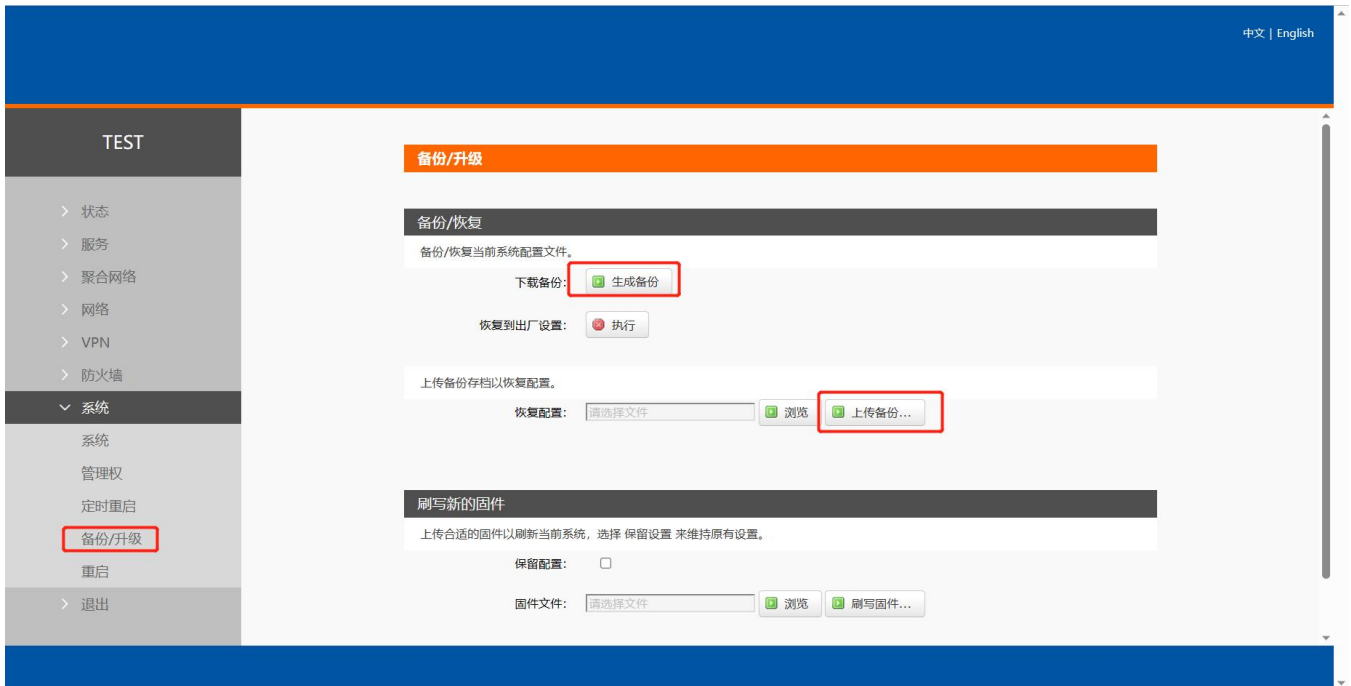 中文 | English
TEST
状态
服务
聚合网络
网络
VPN
防火墙
系统
系统
管理权
定时重启
备份/升级
重启
退出
备份/升级
备份/恢复
备份/恢复当前系统配置文件。
下载备份: 生成备份
恢复到出厂设置: 执行
上传备份存档以恢复配置。
恢复配置: 请选择文件 浏览 上传备份...
刷写新的固件
上传合适的固件以刷新当前系统，选择 保留设置 来维持原有设置。
保留配置:
固件文件: 请选择文件 浏览 刷写固件...